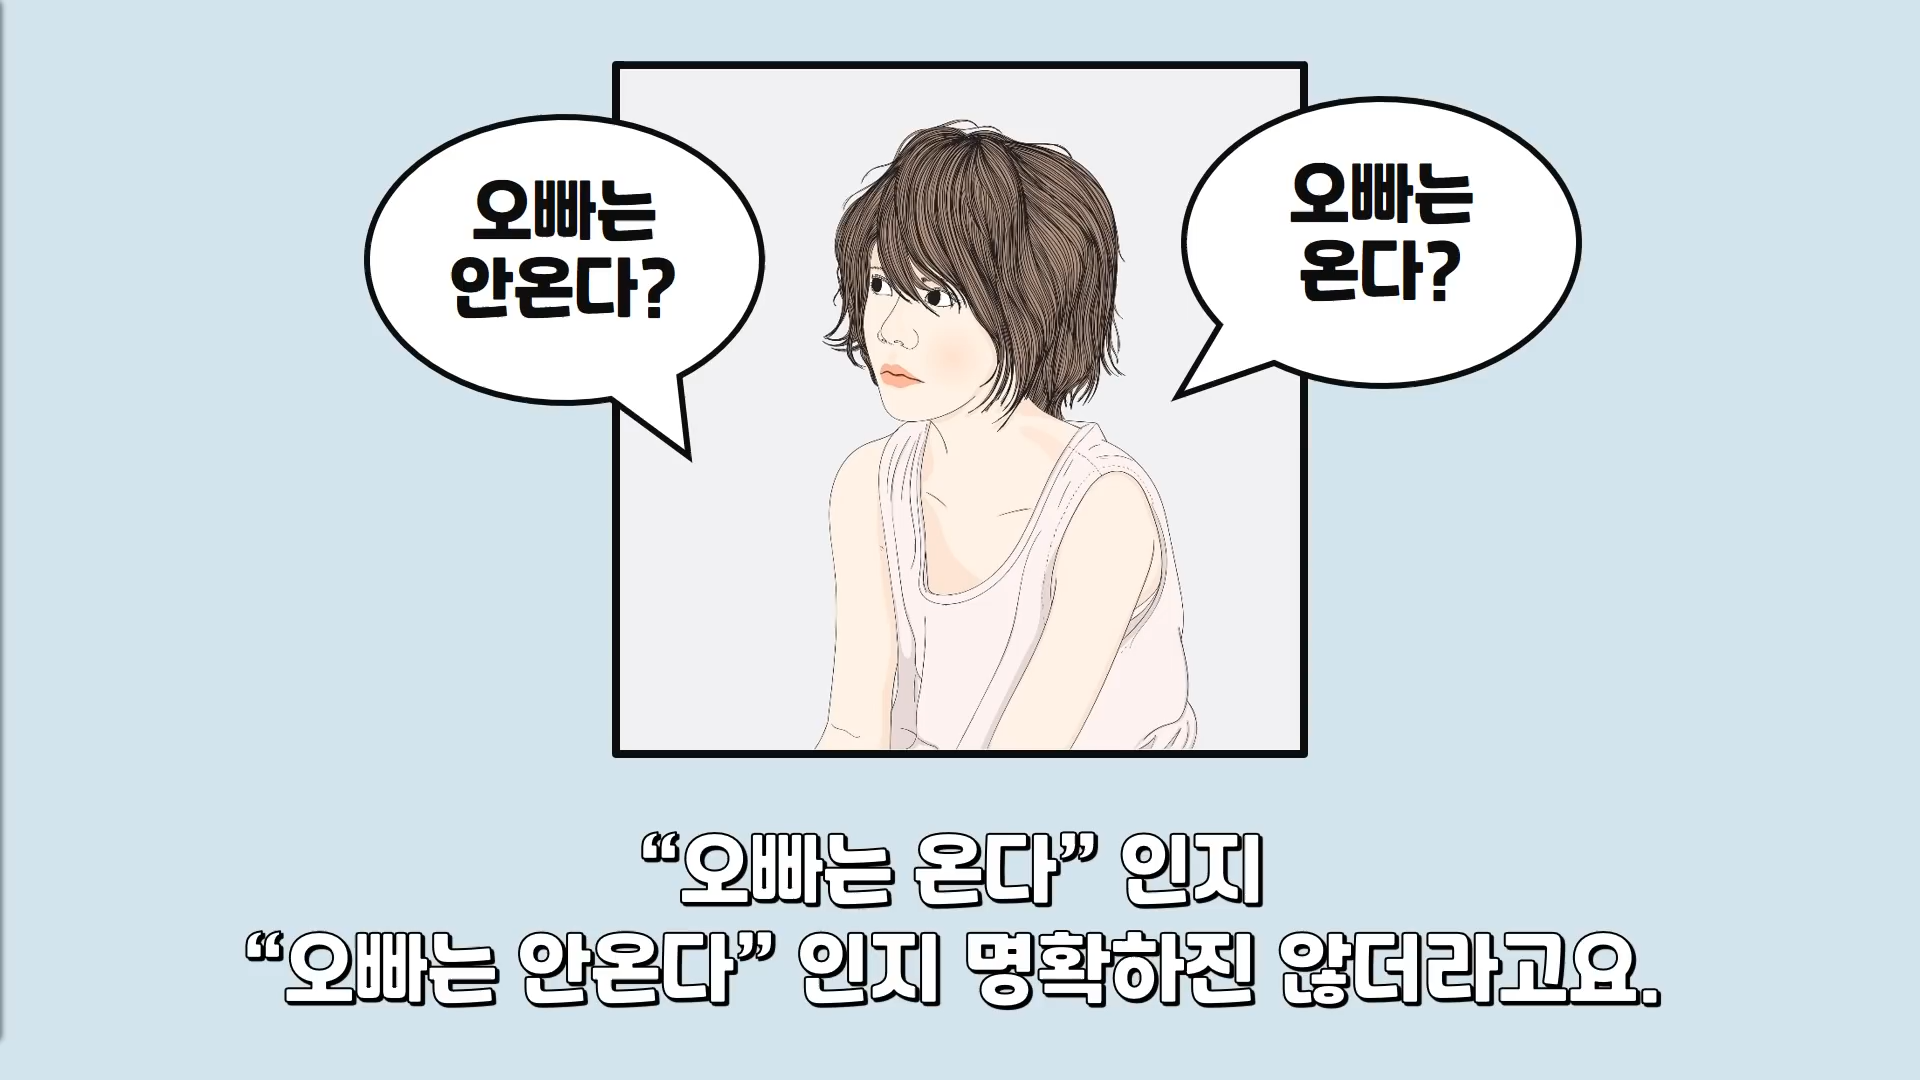 오빠는
안온다?
오빠는
온다?
“오빠는 온다” 인지
“오빠는 안온다” 인지 명확하진 않더라고요.